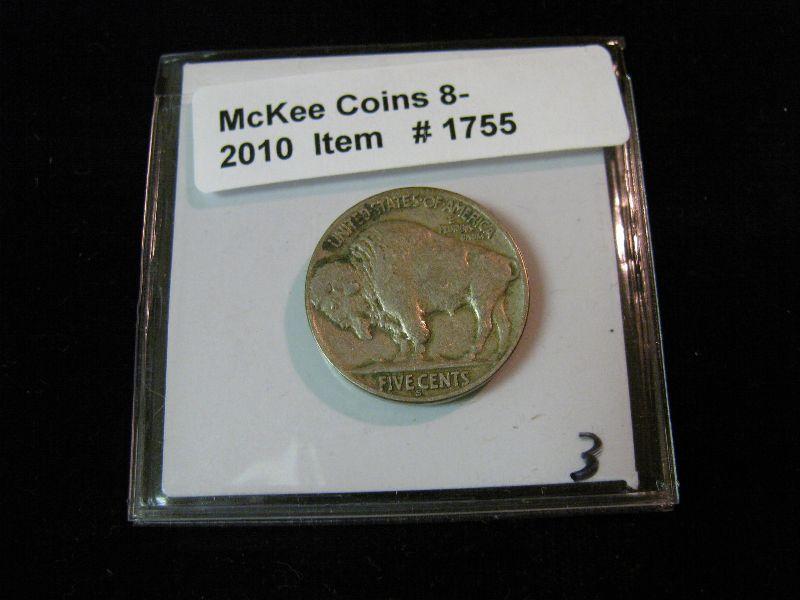 McKee Coins 8-
2010 Item # 1755
UNITED STATES OF AMERICA
FIVE CENTS
S
3